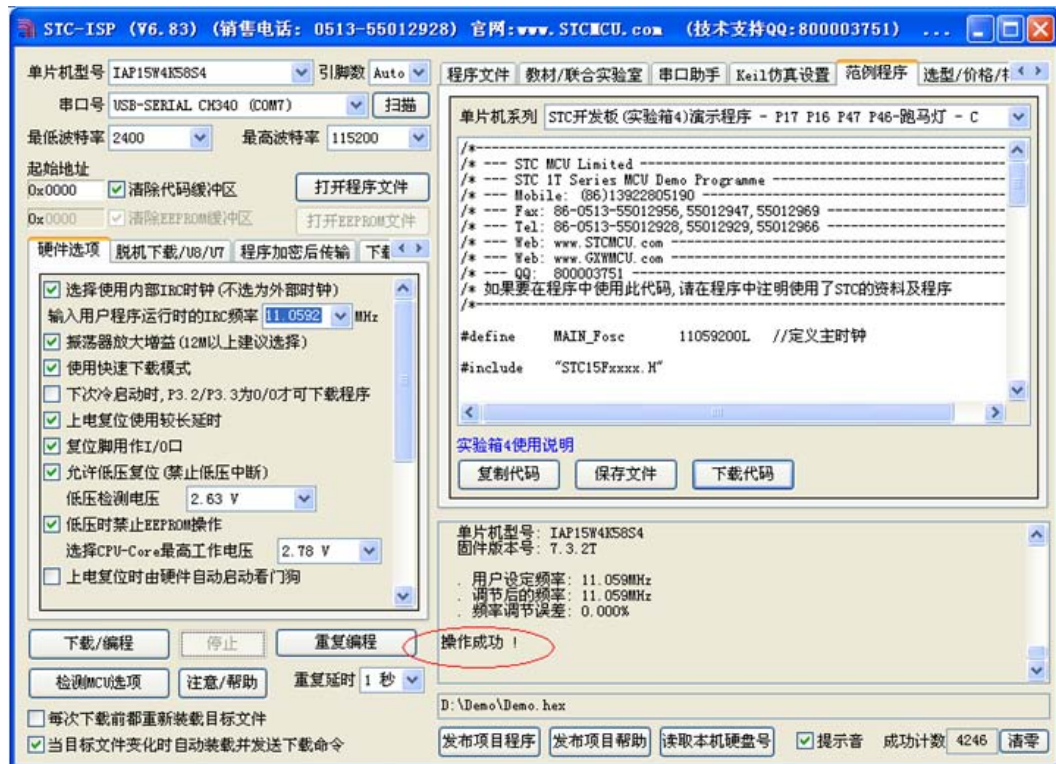 STC-ISP (V6.83) (销售电话: 0513-55012928) 官网:www.STCMCU.com (技术支持QQ:800003751) ...
单片机型号 IAP15W4K58S4 引脚数 Auto
串口号 USB-SERIAL CH340 (COM7) 扫描
最低波特率 2400 最高波特率 115200
起始地址
0x0000 清除代码缓冲区 打开程序文件
0x0000 清除EEPROM缓冲区 打开EEPROM文件
硬件选项 脱机下载/U8/U7 程序加密后传输
选择使用内部IRC时钟(不选为外部时钟)
输入用户程序运行时的IRC频率 11.0592 MHz
振荡器放大增益(12M以上建议选择)
使用快速下载模式
下次冷启动时,P3.2/P3.3为0/0才可下载程序
上电复位使用较长延时
复位脚用作I/O口
允许低压复位(禁止低压中断)
低压检测电压 2.63 V
低压时禁止EEPROM操作
选择CPU-Core最高工作电压 2.78 V
上电复位时由硬件自动启动看门狗
下载/编程 停止 重复编程
检测MCU选项 注意/帮助 重复延时 1 秒
每次下载前都重新装载目标文件
当目标文件变化时自动装载并发送下载命令
程序文件 教材/联合实验室 串口助手 Keil仿真设置 范例程序 选型/价格/
单片机系列 STC开发板(实验箱4)演示程序 - P17 P16 P47 P46-跑马灯 - C
/*---------------------------------------------------------------------
/* --- STC MCU Limited ------------------------------------------------
/* --- STC 1T Series MCU Demo Programme -------------------------------
/* --- Mobile: (86)13922805190 ----------------------------------------
/* --- Fax: 86-0513-55012956,55012947,55012969 ------------------------
/* --- Tel: 86-0513-55012928,55012929,55012966 ------------------------
/* --- Web: www.STCMCU.com --------------------------------------------
/* --- Web: www.GXWMCU.com --------------------------------------------
/* --- QQ: 800003751 -------------------------------------------------
/* 如果要在程序中使用此代码,请在程序中注明使用了STC的资料及程序
/*---------------------------------------------------------------------
#define MAIN_Fosc 11059200L //定义主时钟
#include "STC15Fxxxx.H"
实验箱4使用说明
复制代码 保存文件 下载代码
单片机型号: IAP15W4K58S4
固件版本号: 7.3.2T
. 用户设定频率: 11.059MHz
. 调节后的频率: 11.059MHz
. 频率调节误差: 0.000%
操作成功 !
D:\Demo\Demo.hex
发布项目程序 发布项目帮助 读取本机硬盘号 提示音 成功计数 4246 清零